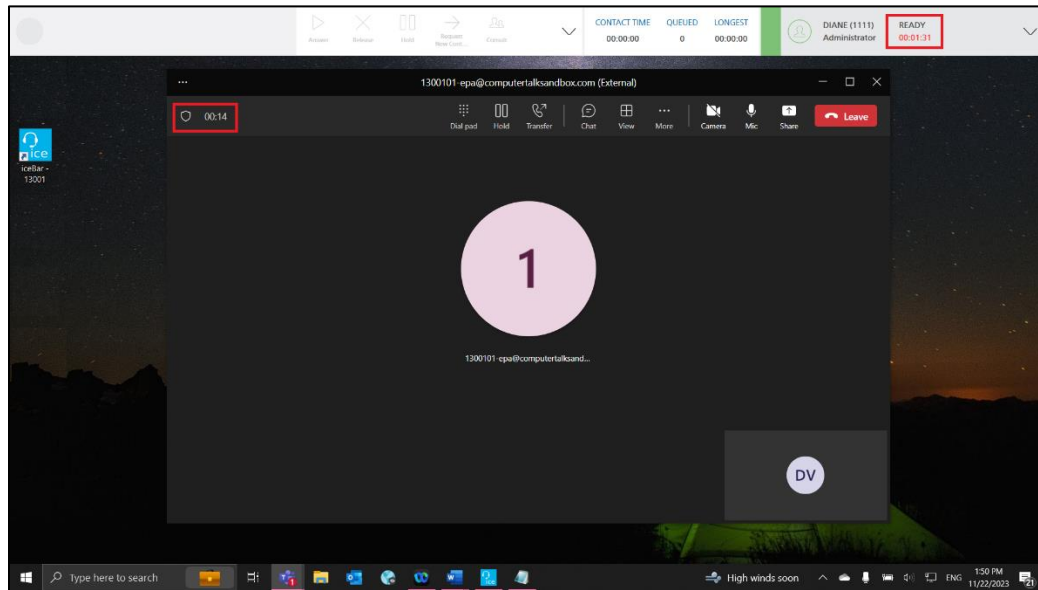 Answer
Release
Hold
Request
New Cont...
Consult
CONTACT TIME QUEUED LONGEST
00:00:00 0 00:00:00
DIANE (1111)
Administrator
READY
00:01:31
1300101-epa@computertalksandbox.com (External)
00:14
Dial pad Hold Transfer Chat View More Camera Mic Share Leave
ice
iceBar -
13001
1
1300101-epa@computertalksand...
DV
Type here to search
High winds soon
ENG
1:50 PM
11/22/2023
21